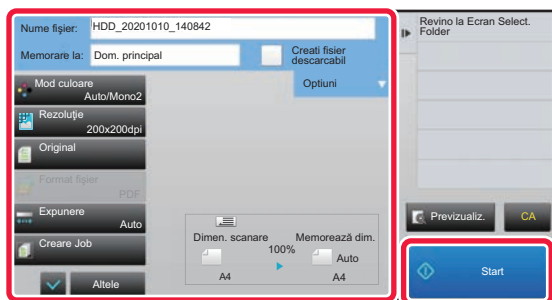 Nume fişier:
HDD_20201010_140842
Memorare la:
Dom. principal
Creati fisier
descarcabil
Optiuni
Mod culoare
Auto/Mono2
Rezoluţie
200x200dpi
Original
Format fişier
PDF
Expunere
Auto
Creare Job
Altele
Dimen. scanare
100%
Memorează dim.
Auto
A4
A4
Revino la Ecran Select.
Folder
Previzualiz.
CA
Start